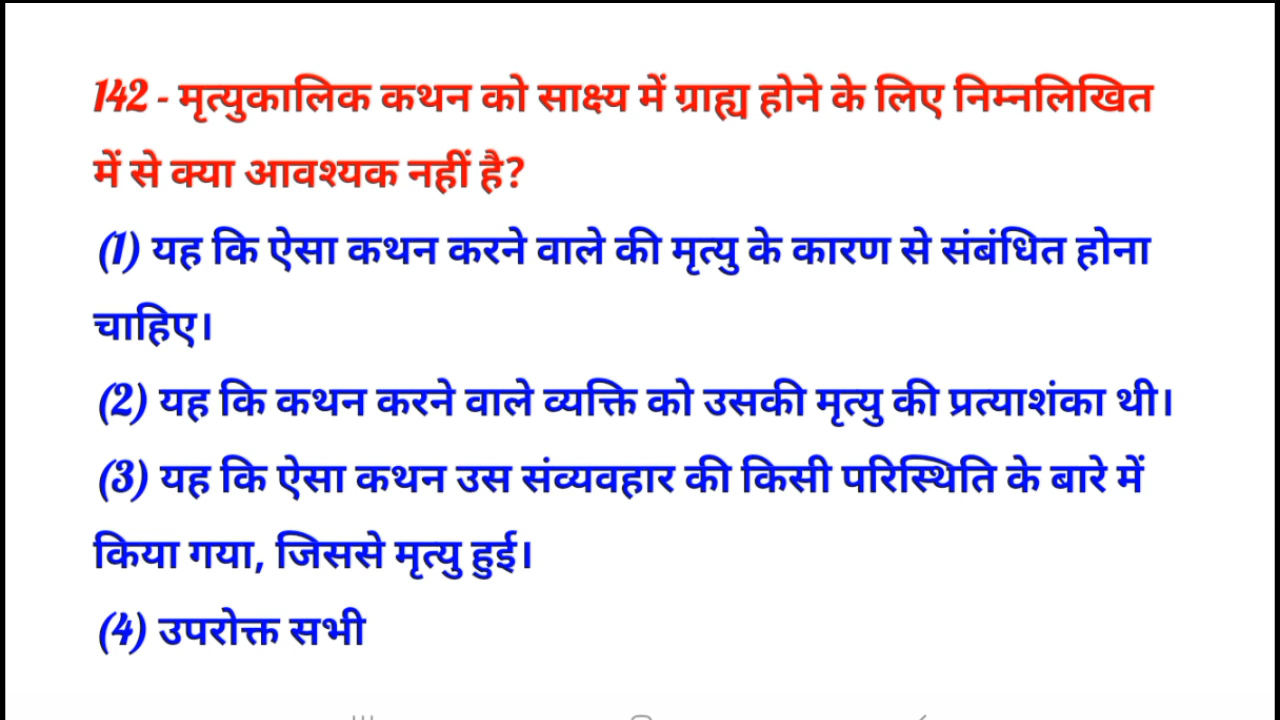 142 - मृत्युकालिक कथन को साक्ष्य में ग्राह्य होने के लिए निम्नलिखित
में से क्या आवश्यक नहीं है?
(1) यह कि ऐसा कथन करने वाले की मृत्यु के कारण से संबंधित होना
चाहिए।
(2) यह कि कथन करने वाले व्यक्ति को उसकी मृत्यु की प्रत्याशंका थी।
(3) यह कि ऐसा कथन उस संव्यवहार की किसी परिस्थिति के बारे में
किया गया, जिससे मृत्यु हुई।
(4) उपरोक्त सभी